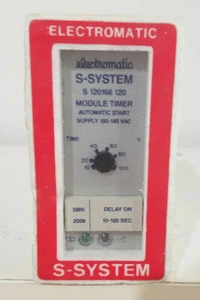 ELECTROMATIC
electromatic
S-SYSTEM
S 120166 120
MODULE TIMER
AUTOMATIC START
SUPPLY 100-140 VAC
TIME %
40 60
20 80
10 100
SMK 2006
DELAY ON
10-100 SEC.
S-SYSTEM